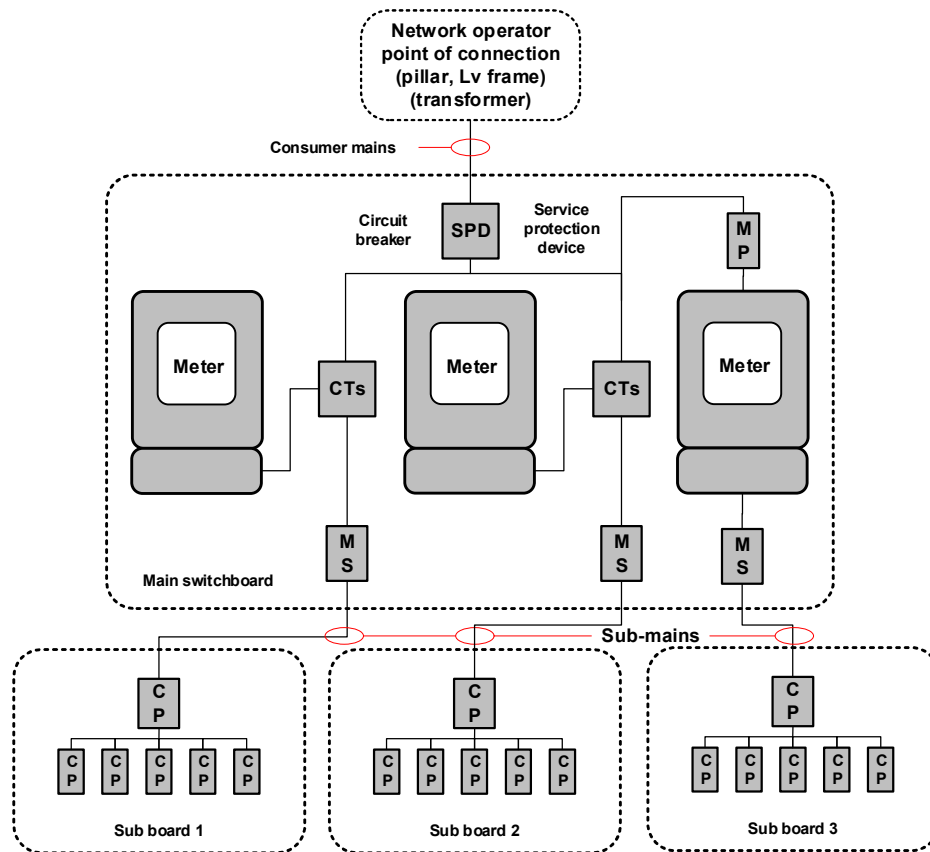 Network operator
point of connection
(pillar, Lv frame)
(transformer)
Consumer mains
Circuit
breaker
SPD
Service
protection
device
M
P
Meter
CTs
Meter
CTs
Meter
M
S
M
S
M
S
Main switchboard
Sub-mains
C
P
C
P
C
P
C
P
C
P
C
P
C
P
C
P
C
P
C
P
C
P
C
P
C
P
C
P
C
P
C
P
C
P
C
P
Sub board 1
Sub board 2
Sub board 3